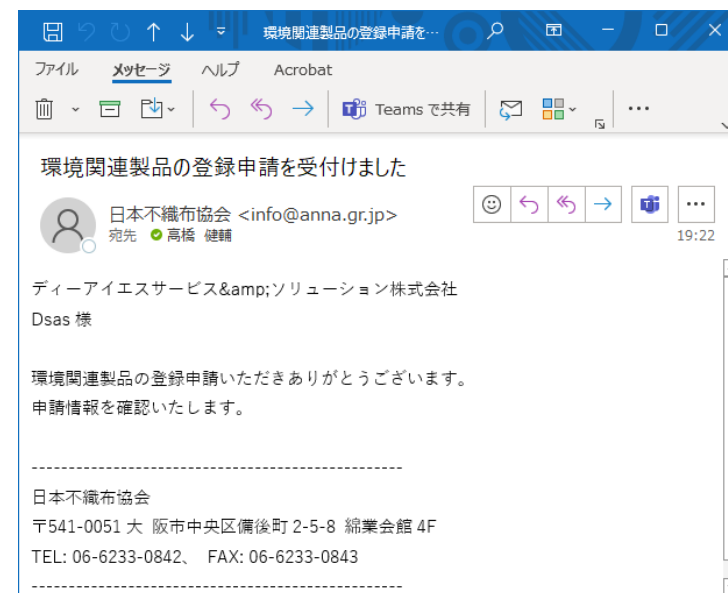 環境関連製品の登録申請を…
ファイル メッセージ ヘルプ Acrobat
Teams で共有
環境関連製品の登録申請を受付けました
日本不織布協会 <info@anna.gr.jp>
宛先 高橋 健輔
19:22
ディーアイエスサービス&amp;ソリューション株式会社
Dsas 様
環境関連製品の登録申請いただきありがとうございます。
申請情報を確認いたします。
---------------------------------------------------
日本不織布協会
〒541-0051 大 阪市中央区備後町 2-5-8 綿業会館 4F
TEL: 06-6233-0842、 FAX: 06-6233-0843
---------------------------------------------------